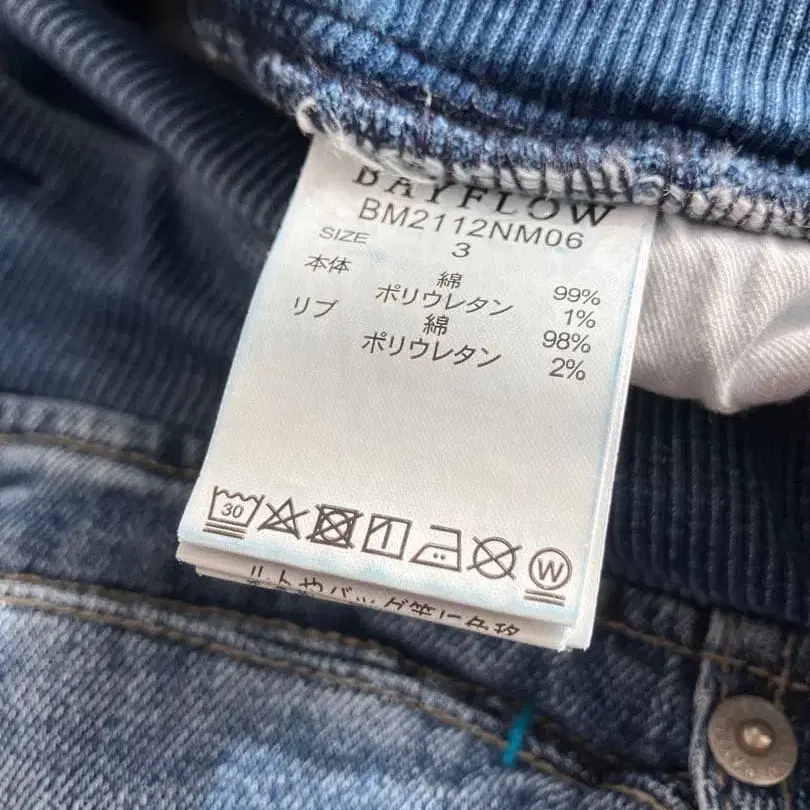 BAYFLOW
BM2112NM06
SIZE 3
本体 綿 99%
ポリウレタン 1%
リブ 綿 98%
ポリウレタン 2%
30
W